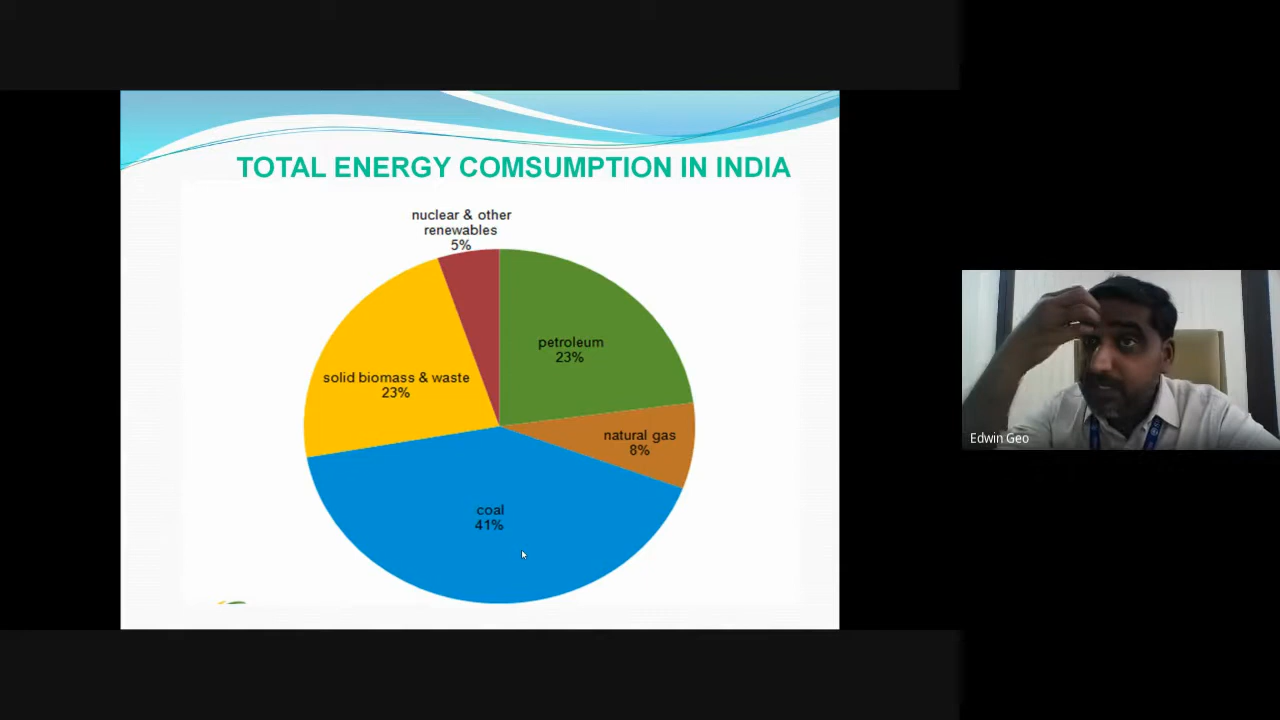 TOTAL ENERGY COMSUMPTION IN INDIA
nuclear & other
renewables
5%
petroleum
23%
solid biomass & waste
23%
natural gas
8%
coal
41%
Edwin Geo